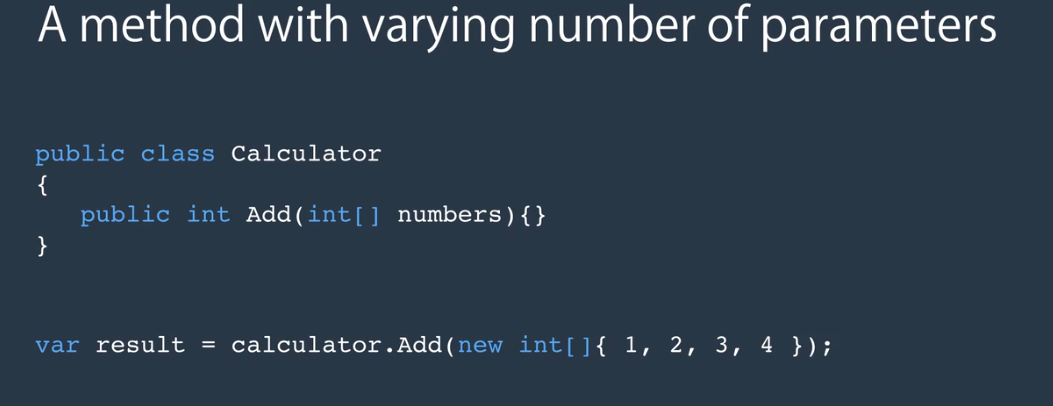 A method with varying number of parameters
public class Calculator
{
   public int Add(int[] numbers){}
}
var result = calculator.Add(new int[]{ 1, 2, 3, 4 });